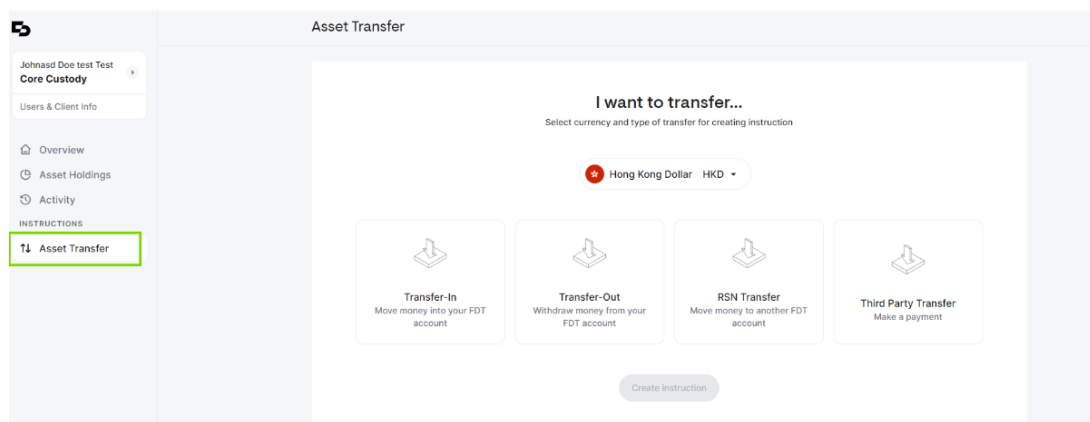 Asset Transfer
Johnasd Doe test Test
Core Custody
Users & Client info
Overview
Asset Holdings
Activity
INSTRUCTIONS
Asset Transfer
I want to transfer...
Select currency and type of transfer for creating instruction
Hong Kong Dollar HKD
Transfer-In
Move money into your FDT
account
Transfer-Out
Withdraw money from your
FDT account
RSN Transfer
Move money to another FDT
account
Third Party Transfer
Make a payment
Create instruction